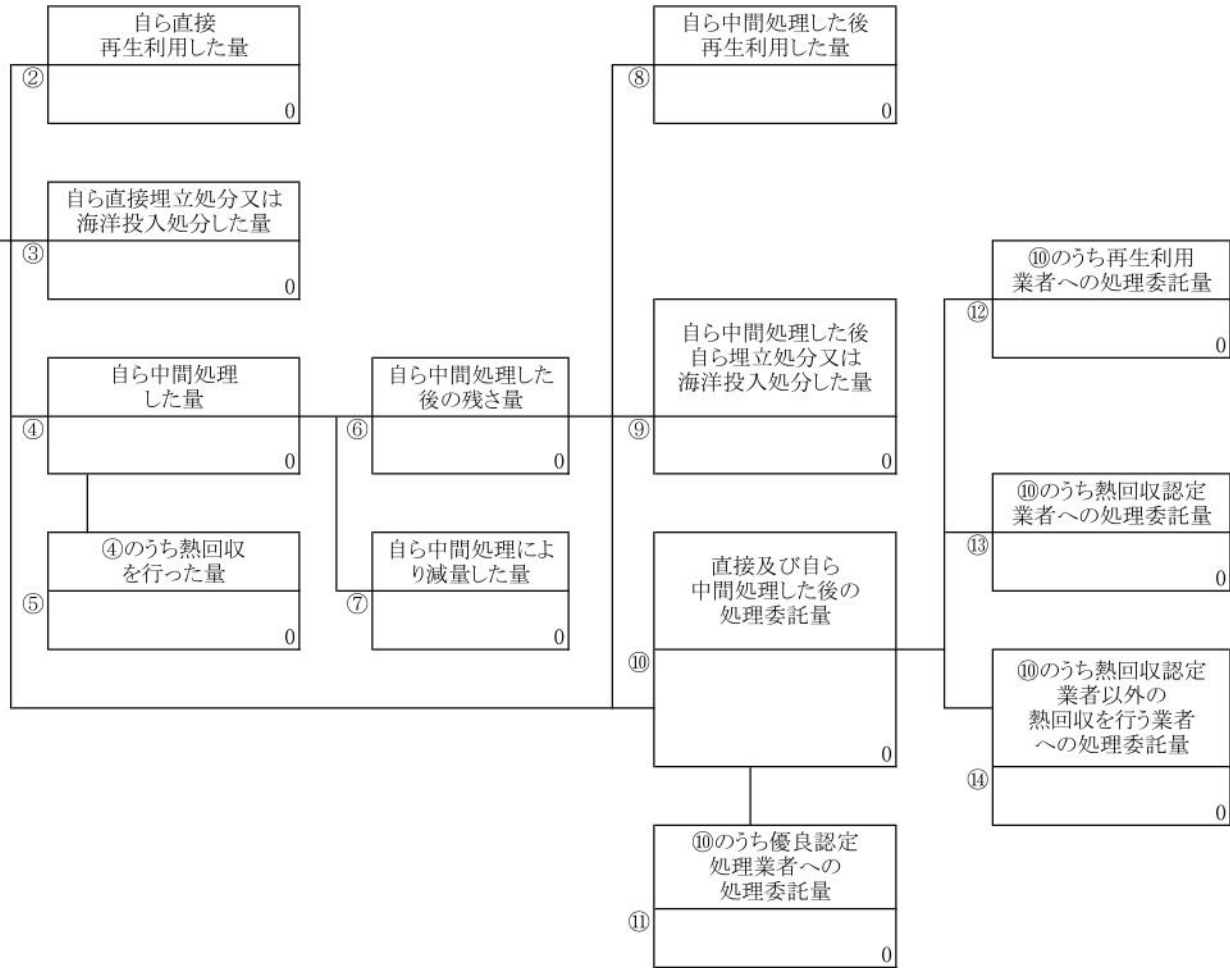 自ら直接
再生利用した量
②
0
自ら直接埋立処分又は
海洋投入処分した量
③
0
自ら中間処理
した量
④
0
④のうち熱回収
を行った量
⑤
0
自ら中間処理した
後の残さ量
⑥
0
自ら中間処理によ
り減量した量
⑦
0
自ら中間処理した後
再生利用した量
⑧
0
自ら中間処理した後
自ら埋立処分又は
海洋投入処分した量
⑨
0
直接及び自ら
中間処理した後の
処理委託量
⑩
0
⑩のうち優良認定
処理業者への
処理委託量
⑪
0
⑩のうち再生利用
業者への処理委託量
⑫
0
⑩のうち熱回収認定
業者への処理委託量
⑬
0
⑩のうち熱回収認定
業者以外の
熱回収を行う業者
への処理委託量
⑭
0